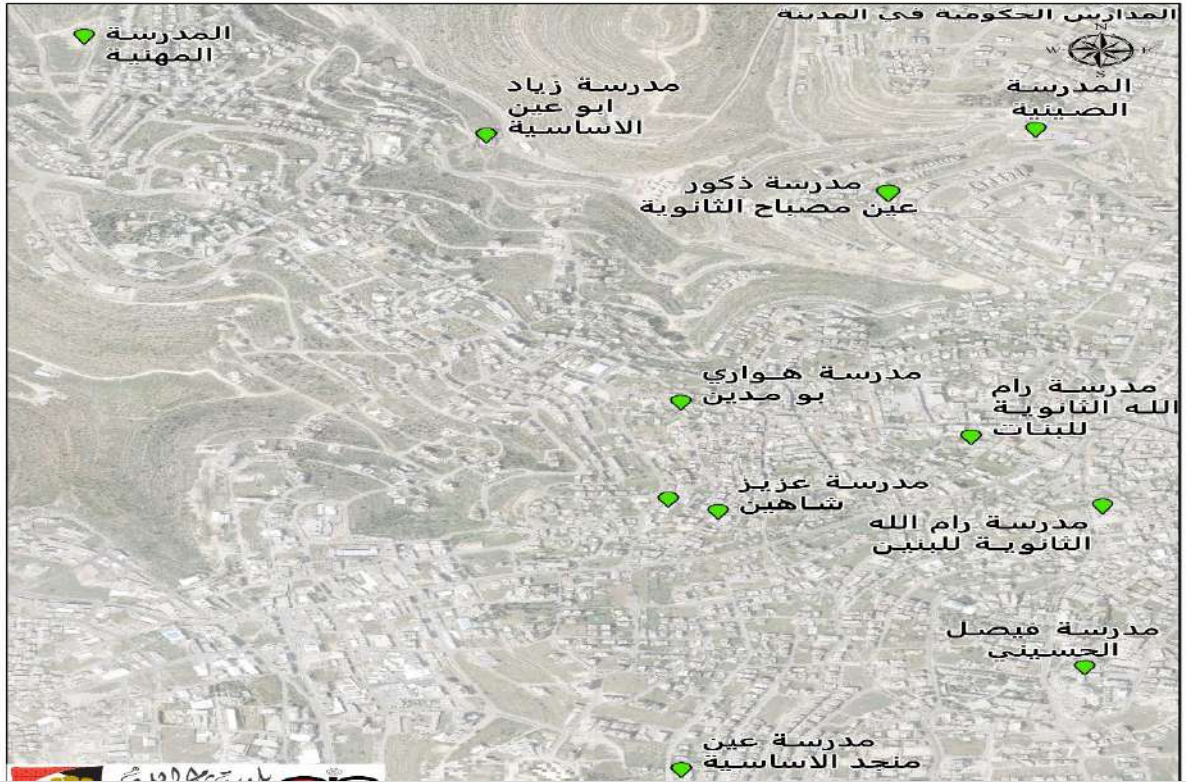 المدارس الحكومية في المدينة
N
W E
S
المدرسة
المهنية
مدرسة زياد
ابو عين
الاساسية
المدرسة
الصينية
مدرسة ذكور
عين مصباح الثانوية
مدرسة هواري
بو مدين
مدرسة رام
الله الثانوية
للبنات
مدرسة عزيز
شاهين
مدرسة رام الله
الثانوية للبنين
مدرسة فيصل
الحسيني
مدرسة عين
منجد الاساسية